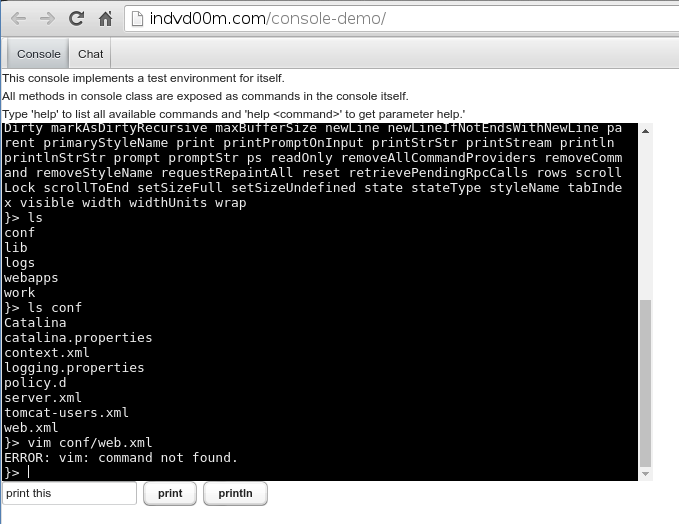 indvd00m.com/console-demo/
Console Chat
This console implements a test environment for itself.
All methods in console class are exposed as commands in the console itself.
Type 'help' to list all available commands and 'help <command>' to get parameter help.'
Dirty markAsDirtyRecursive maxBufferSize newLine newLineIfNotEndsWithNewLine pa
rent primaryStyleName print printPromptOnInput printStrStr printStream println
printlnStrStr prompt promptStr ps readOnly removeAllCommandProviders removeComm
and removeStyleName requestRepaintAll reset retrievePendingRpcCalls rows scroll
Lock scrollToEnd setSizeFull setSizeUndefined state stateType styleName tabInde
x visible width widthUnits wrap
}> ls
conf
lib
logs
webapps
work
}> ls conf
Catalina
catalina.properties
context.xml
logging.properties
policy.d
server.xml
tomcat-users.xml
web.xml
}> vim conf/web.xml
ERROR: vim: command not found.
}>
print this print println